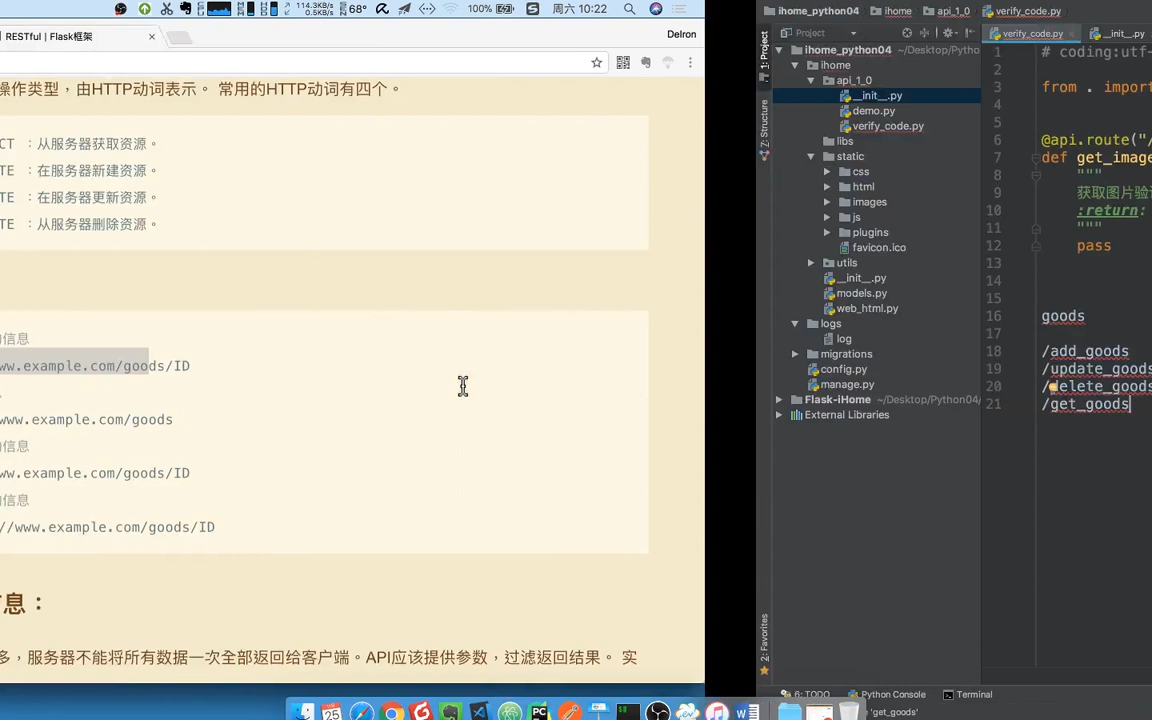 114.3KB/s
0.5KB/s
68°
100%
周六 10:22
RESTful | Flask框架
Delron
操作类型，由HTTP动词表示。 常用的HTTP动词有四个。
CT ：从服务器获取资源。
TE ：在服务器新建资源。
TE ：在服务器更新资源。
TE ：从服务器删除资源。
信息
ww.example.com/goods/ID
www.example.com/goods
信息
ww.example.com/goods/ID
信息
//www.example.com/goods/ID
息：
多，服务器不能将所有数据一次全部返回给客户端。API应该提供参数，过滤返回结果。 实
ihome_python04
ihome
api_1_0
verify_code.py
Project
verify_code.py
__init__.py
1: Project
Z: Structure
2: Favorites
ihome_python04 ~/Desktop/Pytho
ihome
api_1_0
__init__.py
demo.py
verify_code.py
libs
static
css
html
images
js
plugins
favicon.ico
utils
__init__.py
models.py
web_html.py
logs
log
migrations
config.py
manage.py
Flask-iHome ~/Desktop/Python04/
External Libraries
1 # coding:utf-
2
3 from . import
4
5
6 @api.route("/
7 def get_image
8 """
9 获取图片验
10 :return:
11 """
12 pass
13
14
15
16 goods
17
18 /add_goods
19 /update_goods
20 /delete_goods
21 /get_goods
6: TODO
Python Console
Terminal
'get_goods'
25
PC